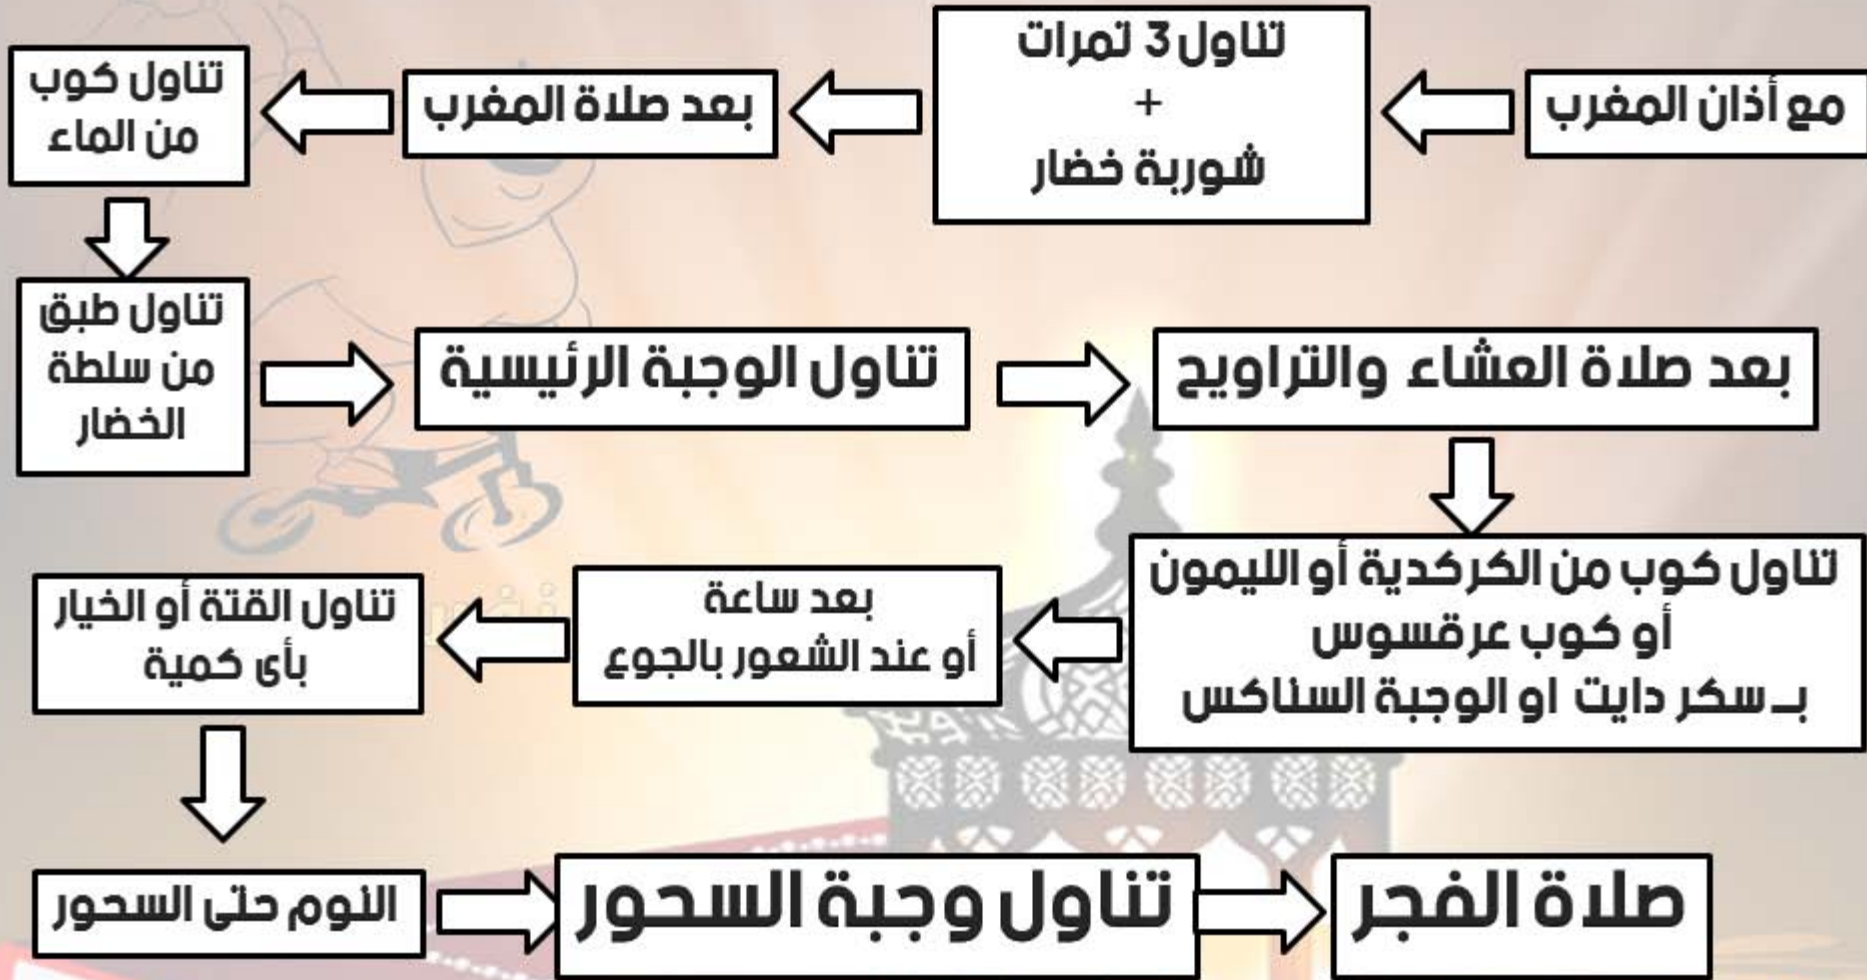 مع أذان المغرب
تناول 3 تمرات
+
شوربة خضار
بعد صلاة المغرب
تناول كوب
من الماء
تناول طبق
من سلطة
الخضار
تناول الوجبة الرئيسية
بعد صلاة العشاء والتراويح
تناول كوب من الكركدية أو الليمون
أو كوب عرقسوس
بـ سكر دايت او الوجبة السناكس
بعد ساعة
أو عند الشعور بالجوع
تناول القتة أو الخيار
بأى كمية
النوم حتى السحور
تناول وجبة السحور
صلاة الفجر